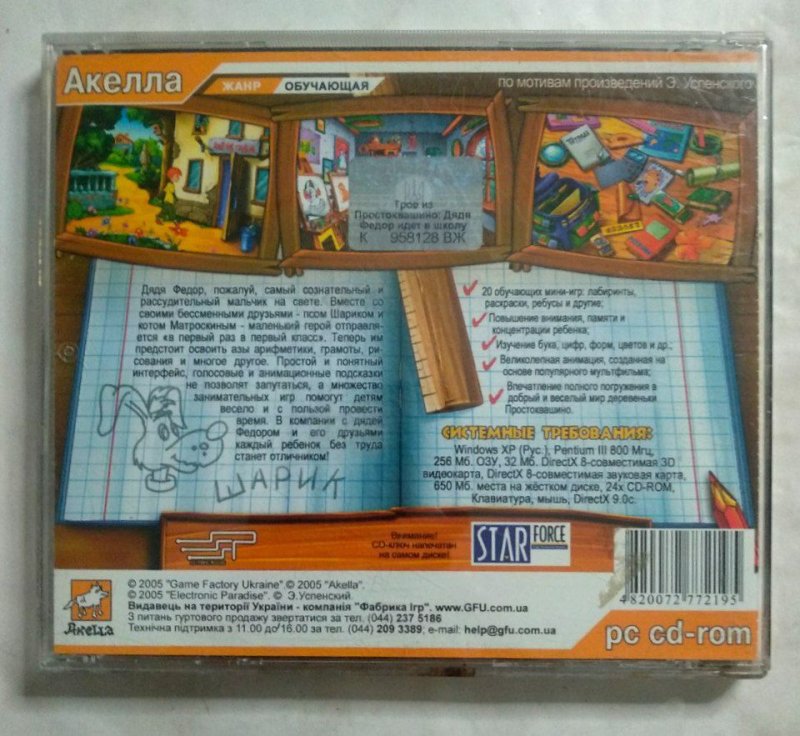 Акелла
ЖАНР ОБУЧАЮЩАЯ
по мотивам произведений Э. Успенского
Трое из
Простоквашино: Дядя
Федор идет в школу
К 958128 ВЖ
Дядя Федор, пожалуй, самый сознательный и
рассудительный мальчик на свете. Вместе со
своими бессменными друзьями - псом Шариком и
котом Матроскиным - маленький герой отправля-
ется «в первый раз в первый класс». Теперь им
предстоит освоить азы арифметики, грамоты, ри-
сования и многое другое. Простой и понятный
интерфейс, голосовые и анимационные подсказки
не позволят запутаться, а множество
занимательных игр помогут детям
весело и с пользой провести
время. В компании с дядей
Федором и его друзьями
каждый ребенок без труда
станет отличником!
ШАРИК
20 обучающих мини-игр: лабиринты,
раскраски, ребусы и другие;
Повышение внимания, памяти и
концентрации ребенка;
Изучение букв, цифр, форм, цветов и др.;
Великолепная анимация, созданная на
основе популярного мультфильма;
Впечатление полного погружения в
добрый и веселый мир деревеньки
Простоквашино.
СИСТЕМНЫЕ ТРЕБОВАНИЯ:
Windows XP (Рус.), Pentium III 800 Мгц,
256 Мб. ОЗУ, 32 Мб. DirectX 8-совместимая 3D
видеокарта, DirectX 8-совместимая звуковая карта,
650 Мб. места на жёстком диске, 24x CD-ROM,
Клавиатура, мышь, DirectX 9.0c.
Внимание!
CD-ключ напечатан
на самом диске!
STAR FORCE
4820072 772195
© 2005 "Game Factory Ukraine".© 2005 "Akella".
© 2005 "Electronic Paradise". © Э.Успенский.
Видавець на території України - компанія "Фабрика Ігр". www.GFU.com.ua
З питань гуртового продажу звертатися за тел. (044) 237 5186
Технічна підтримка з 11.00 до 16.00 за тел. (044) 209 3389; e-mail: help@gfu.com.ua
Акелла
pc cd-rom